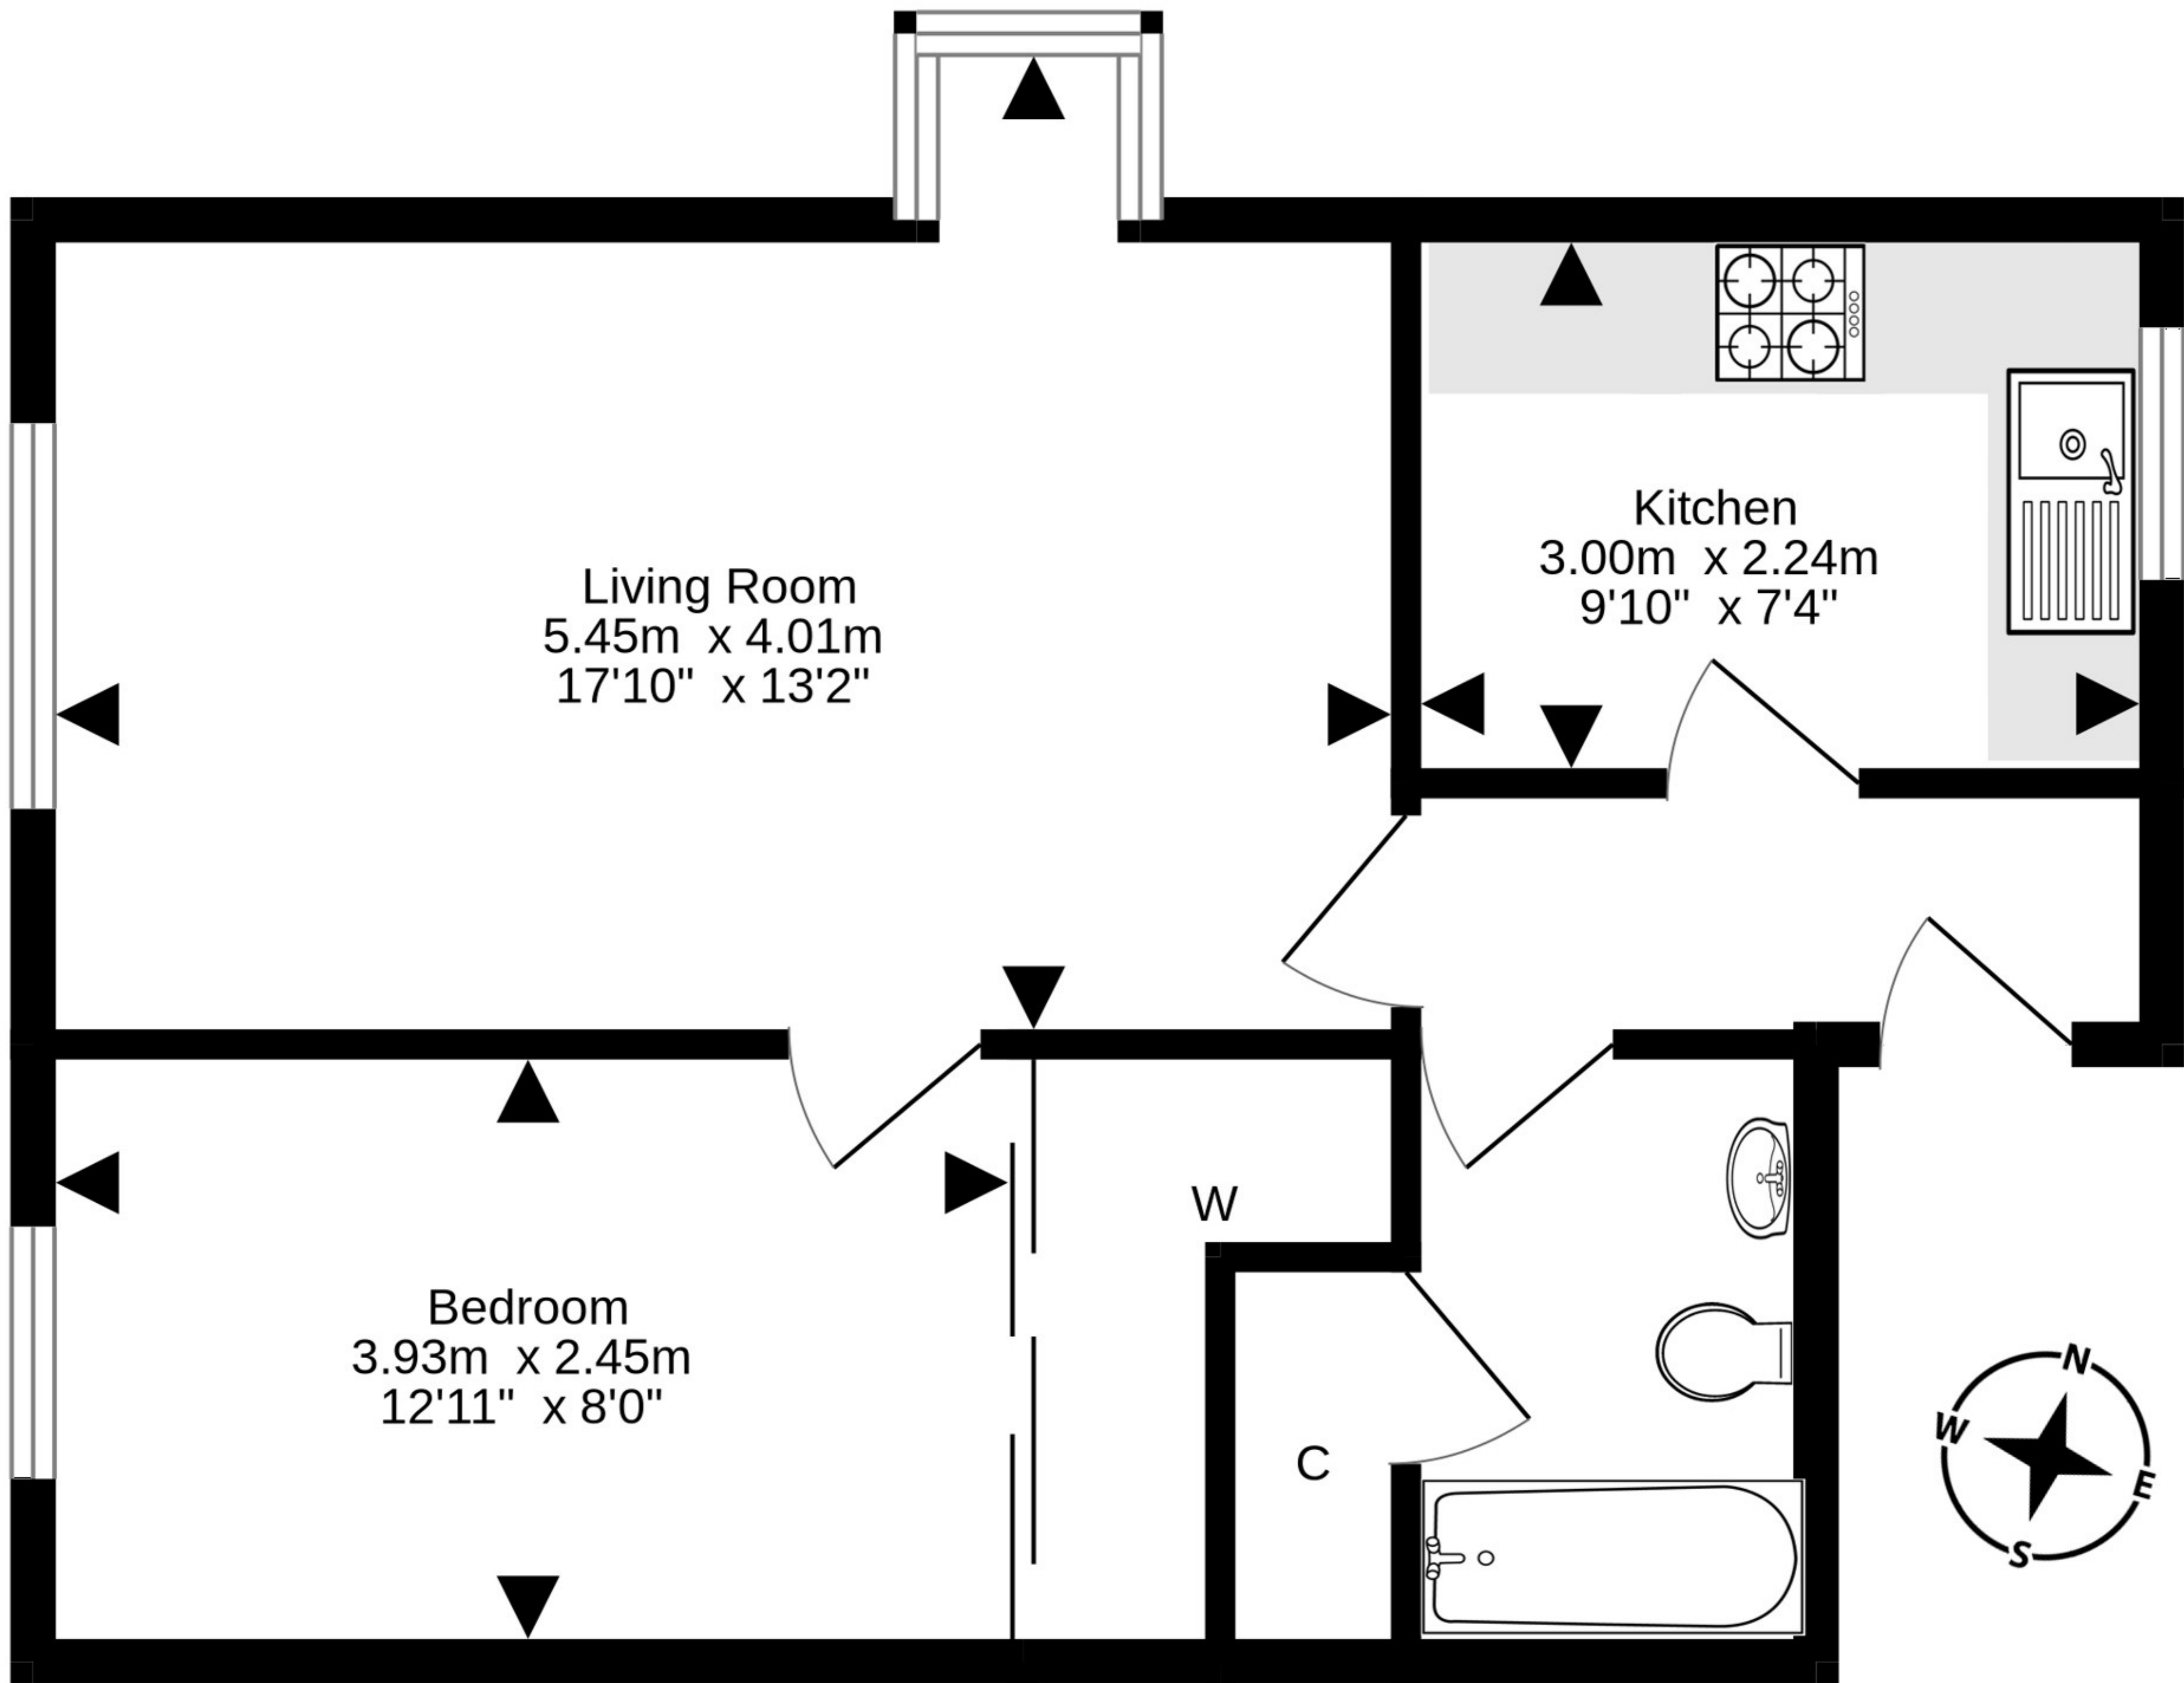 Living Room
5.45m x 4.01m
17'10" x 13'2"
Kitchen
3.00m x 2.24m
9'10" x 7'4"
Bedroom
3.93m x 2.45m
12'11" x 8'0"
W
C
N
W
E
S